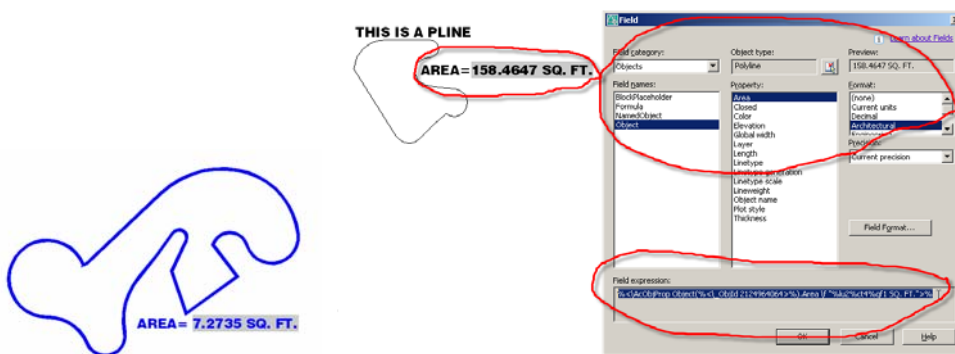 THIS IS A PLINE
AREA= 158.4647 SQ. FT.
AREA= 7.2735 SQ. FT.
Field
Learn about Fields
Field category:
Objects
Field names:
BlockPlaceholder
Formula
NamedObject
Object
Object type:
Polyline
Property:
Area
Closed
Color
Elevation
Global width
Layer
Length
Linetype
Linetype generation
Linetype scale
Lineweight
Object name
Plot style
Thickness
Preview:
158.4647 SQ. FT.
Format:
(none)
Current units
Decimal
Architectural
Precision:
Current precision
Field Format...
Field expression:
OK
Cancel
Help